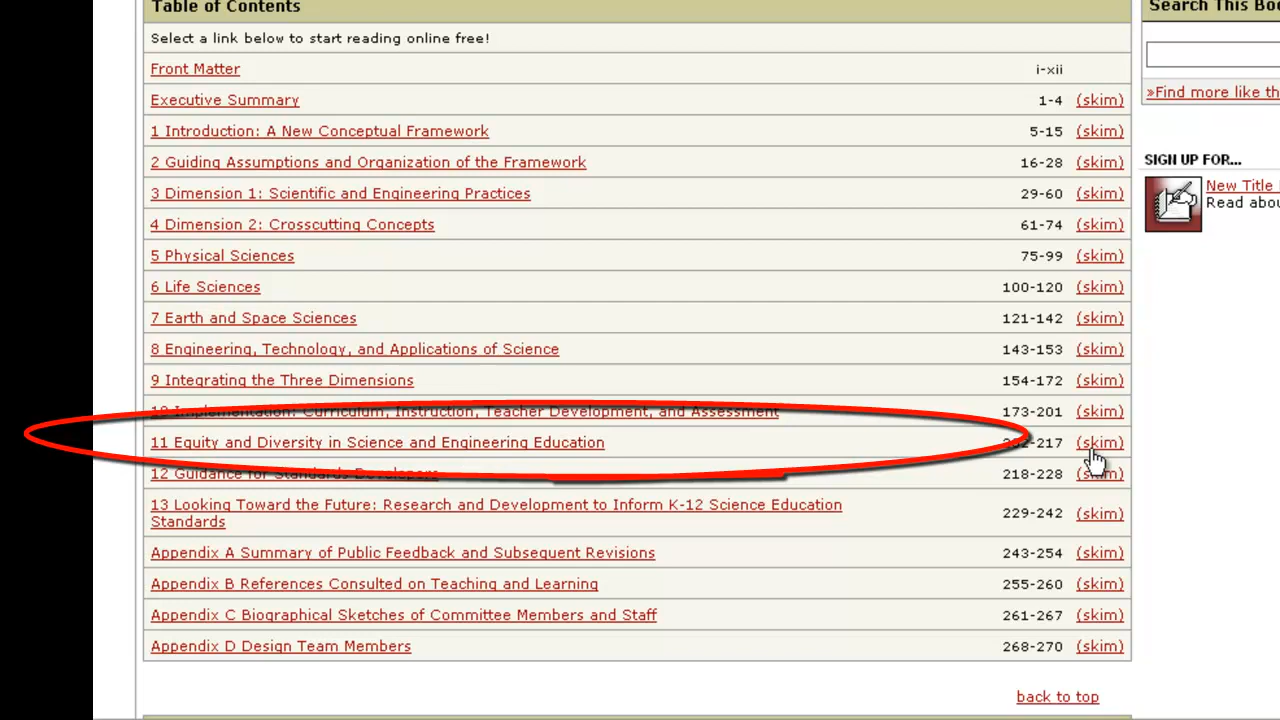 Table of Contents
Search This Boo
Select a link below to start reading online free!
Front Matter i-xii
Executive Summary 1-4 (skim)
»Find more like th
1 Introduction: A New Conceptual Framework 5-15 (skim)
2 Guiding Assumptions and Organization of the Framework 16-28 (skim)
SIGN UP FOR...
3 Dimension 1: Scientific and Engineering Practices 29-60 (skim)
New Title
Read abou
4 Dimension 2: Crosscutting Concepts 61-74 (skim)
5 Physical Sciences 75-99 (skim)
6 Life Sciences 100-120 (skim)
7 Earth and Space Sciences 121-142 (skim)
8 Engineering, Technology, and Applications of Science 143-153 (skim)
9 Integrating the Three Dimensions 154-172 (skim)
10 Implementation: Curriculum, Instruction, Teacher Development, and Assessment 173-201 (skim)
11 Equity and Diversity in Science and Engineering Education 202-217 (skim)
12 Guidance for Standards Developers 218-228 (skim)
13 Looking Toward the Future: Research and Development to Inform K-12 Science Education
Standards 229-242 (skim)
Appendix A Summary of Public Feedback and Subsequent Revisions 243-254 (skim)
Appendix B References Consulted on Teaching and Learning 255-260 (skim)
Appendix C Biographical Sketches of Committee Members and Staff 261-267 (skim)
Appendix D Design Team Members 268-270 (skim)
back to top